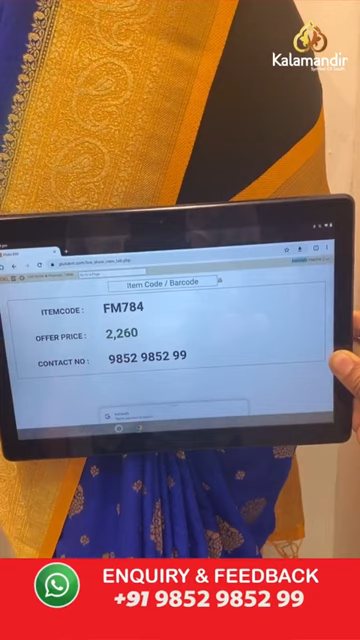 Kalamandir
Item Code / Barcode
ITEMCODE : FM784
OFFER PRICE : 2,260
CONTACT NO : 9852 9852 99
ENQUIRY & FEEDBACK
+91 9852 9852 99